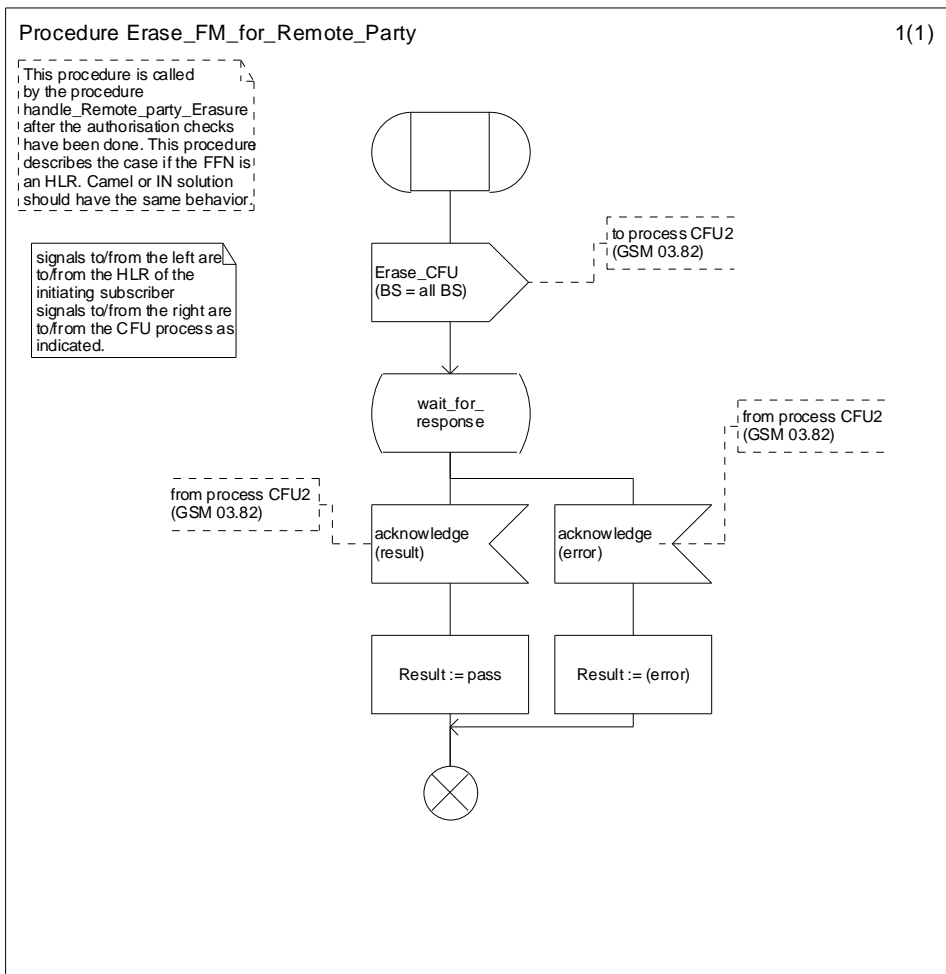 Procedure Erase_FM_for_Remote_Party
1(1)
This procedure is called
by the procedure
handle_Remote_party_Erasure
after the authorisation checks
have been done. This procedure
describes the case if the FFN is
an HLR. Camel or IN solution
should have the same behavior.
signals to/from the left are
to/from the HLR of the
initiating subscriber
signals to/from the right are
to/from the CFU process as
indicated.
to process CFU2
(GSM 03.82)
Erase_CFU
(BS = all BS)
wait_for_
response
from process CFU2
(GSM 03.82)
from process CFU2
(GSM 03.82)
acknowledge
(result)
acknowledge
(error)
Result := pass
Result := (error)